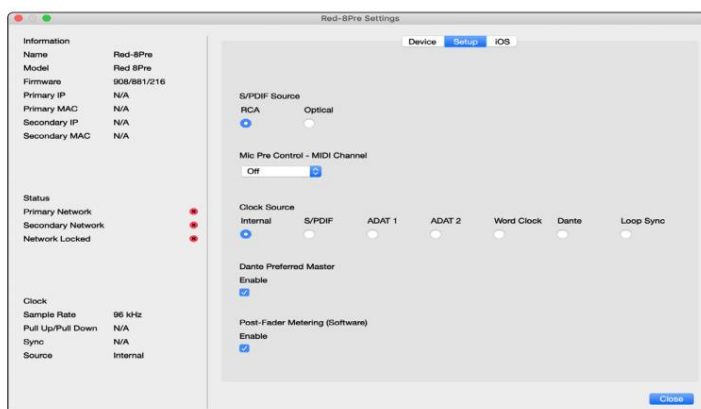 Red-8Pre Settings
Information
Name Red-8Pre
Model Red 8Pre
Firmware 908/881/216
Primary IP N/A
Primary MAC N/A
Secondary IP N/A
Secondary MAC N/A
Status
Primary Network
Secondary Network
Network Locked
Clock
Sample Rate 96 kHz
Pull Up/Pull Down N/A
Sync N/A
Source Internal
Device Setup iOS
S/PDIF Source
RCA Optical
Mic Pre Control - MIDI Channel
Off
Clock Source
Internal S/PDIF ADAT 1 ADAT 2 Word Clock Dante Loop Sync
Dante Preferred Master
Enable
Post-Fader Metering (Software)
Enable
Close